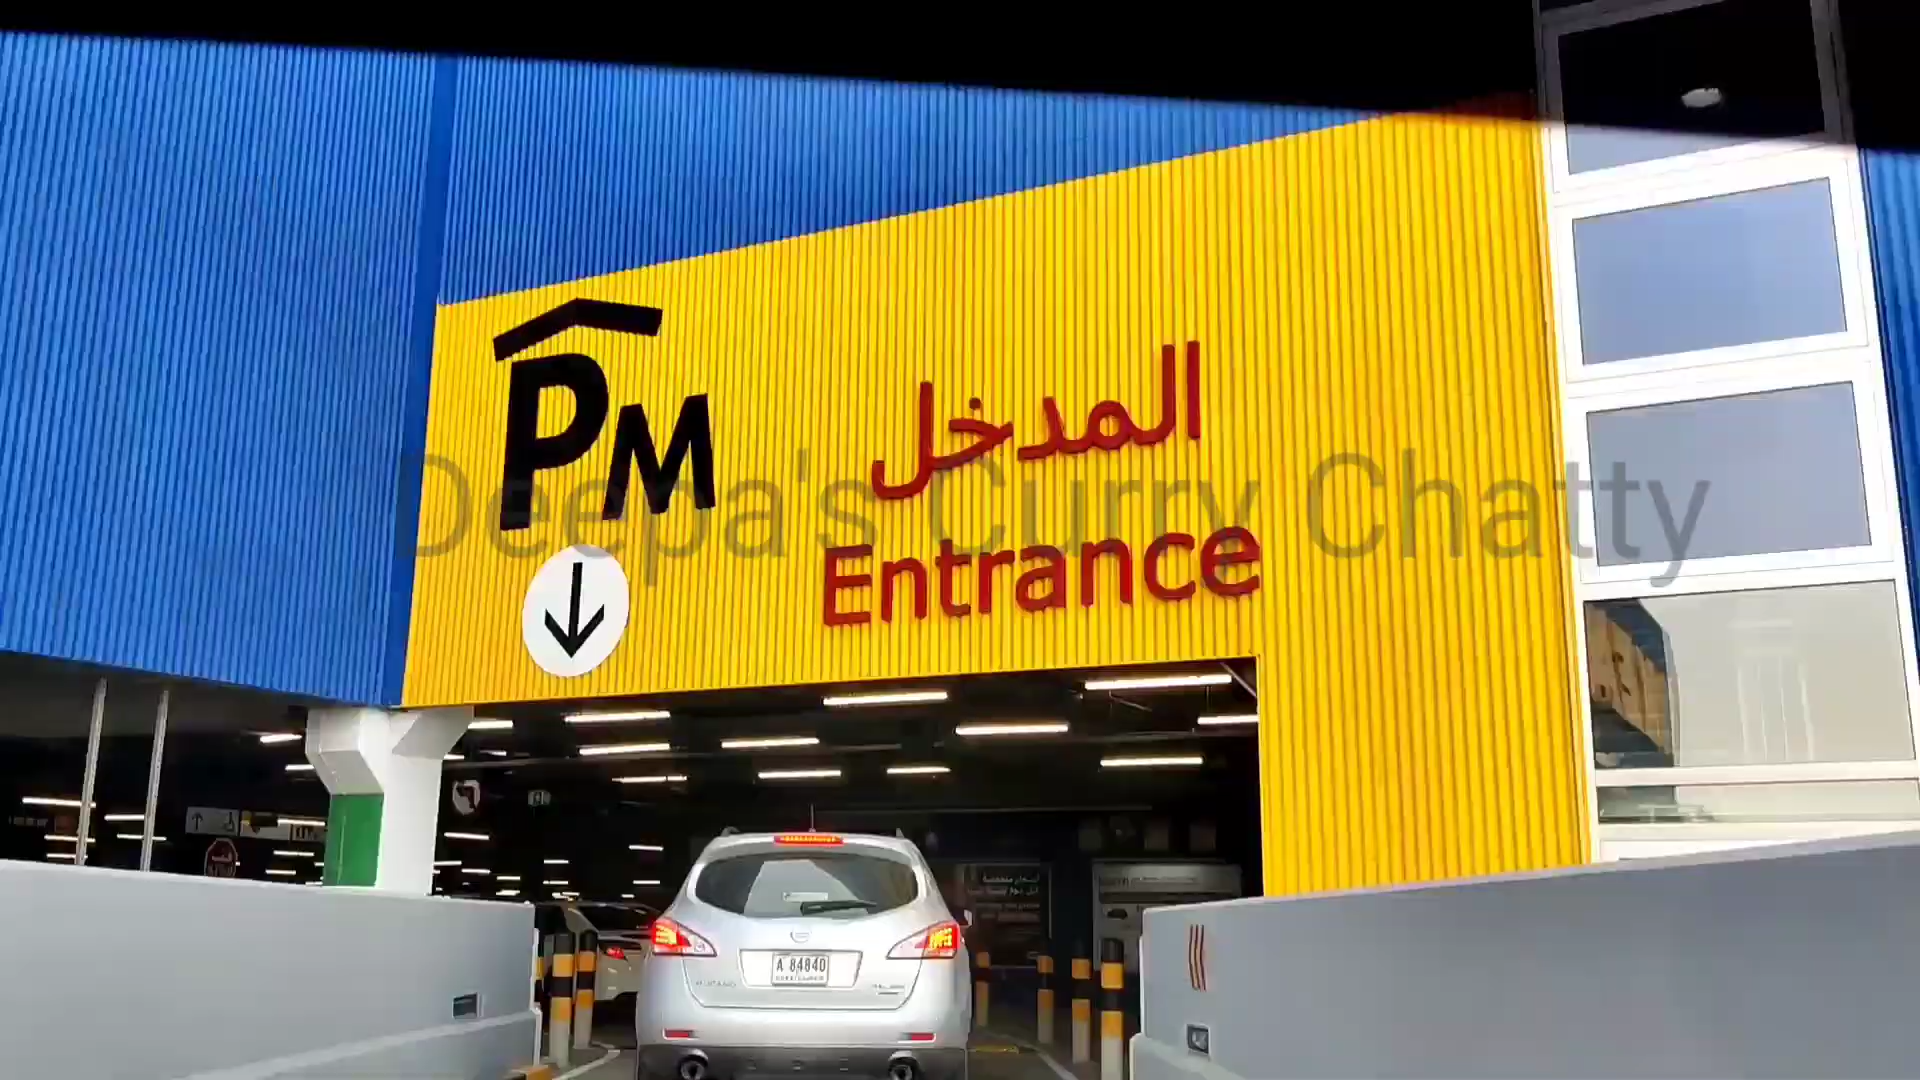 PM
المدخل
Entrance
Deepa's Curry Chatty
A 84840